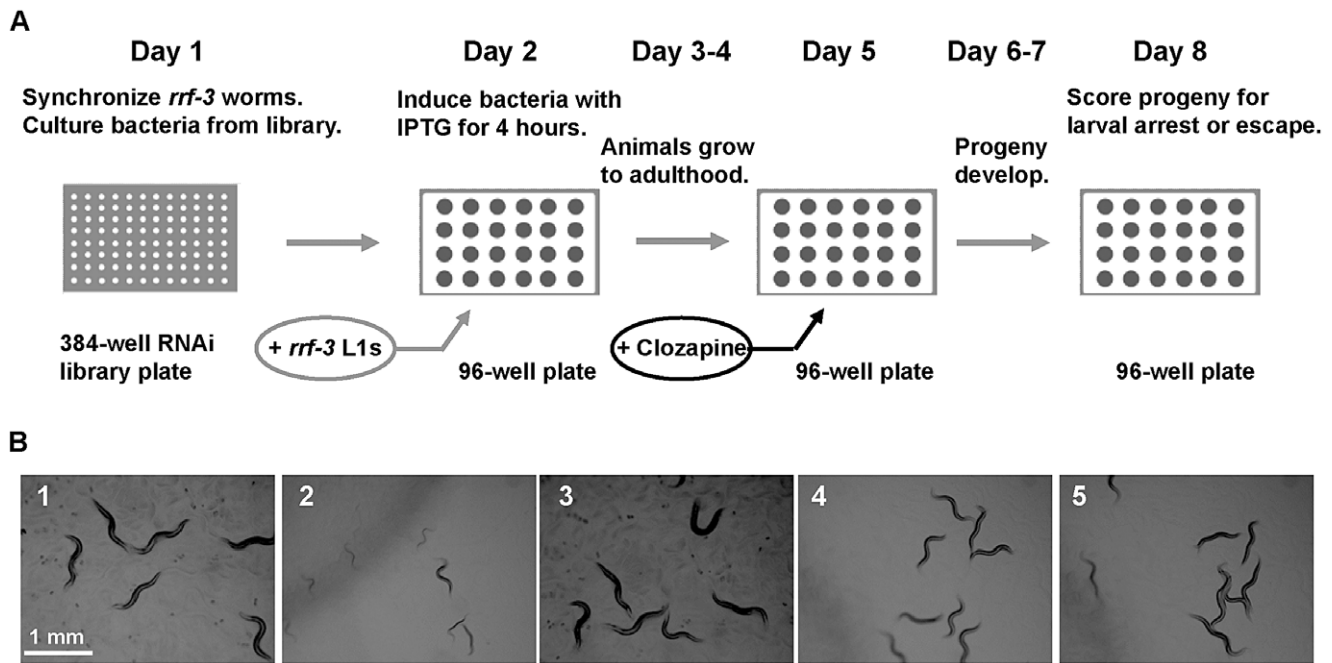 A
Day 1
Day 2
Day 3-4
Day 5
Day 6-7
Day 8
Synchronize rrf-3 worms.
Culture bacteria from library.
Induce bacteria with
IPTG for 4 hours.
Animals grow
to adulthood.
Progeny
develop.
Score progeny for
larval arrest or escape.
384-well RNAi
library plate
+ rrf-3 L1s
96-well plate
+ Clozapine
96-well plate
96-well plate
B
1
2
3
4
5
1 mm